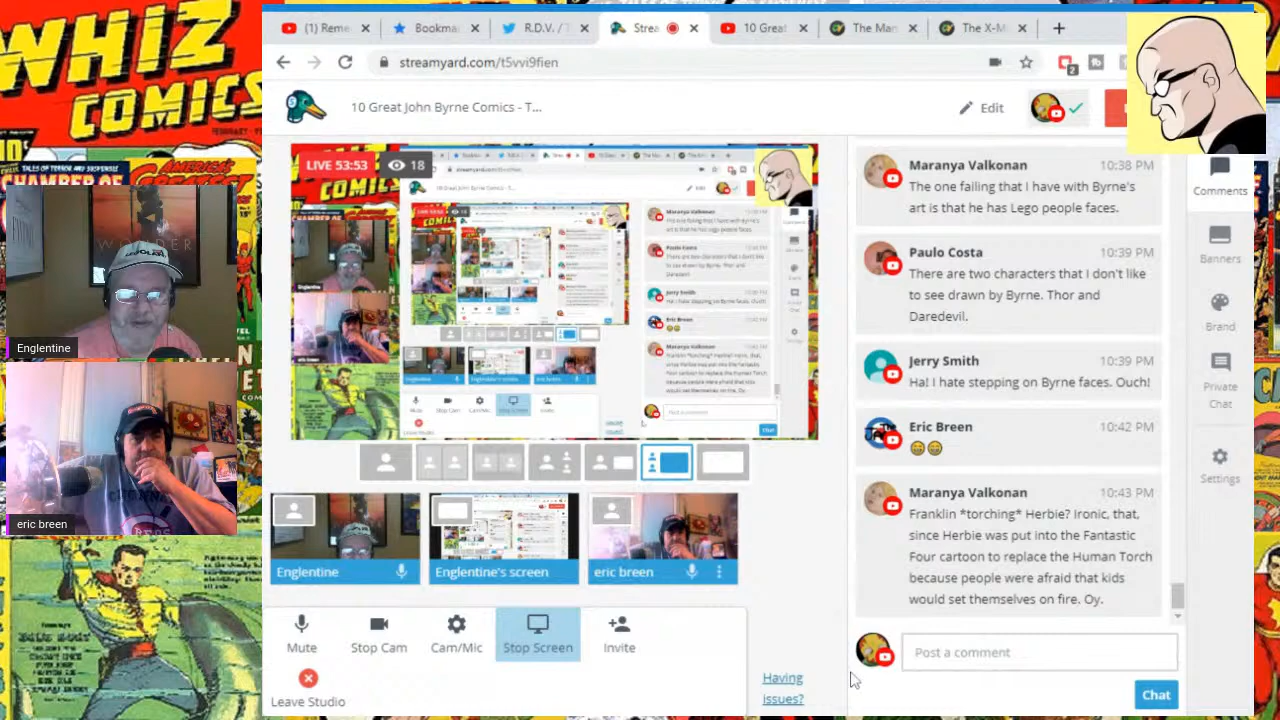 WHIZ
COMICS
(1) Reme
Bookma
R.D.V. / T
Strea
10 Great
The Man
The X-M
streamyard.com/t5vvi9fien
2
10 Great John Byrne Comics - T...
Edit
LIVE 53:53
18
Englentine
eric breen
Englentine
Englentine's screen
eric breen
Mute
Stop Cam
Cam/Mic
Stop Screen
Invite
Leave Studio
Having
issues?
Maranya Valkonan 10:38 PM
The one failing that I have with Byrne's
art is that he has Lego people faces.
Paulo Costa 10:39 PM
There are two characters that I don't like
to see drawn by Byrne. Thor and
Daredevil.
Jerry Smith 10:39 PM
Ha! I hate stepping on Byrne faces. Ouch!
Eric Breen 10:42 PM
Maranya Valkonan 10:43 PM
Franklin *torching* Herbie? Ironic, that,
since Herbie was put into the Fantastic
Four cartoon to replace the Human Torch
because people were afraid that kids
would set themselves on fire. Oy.
Post a comment
Chat
Comments
Banners
Brand
Private
Chat
Settings